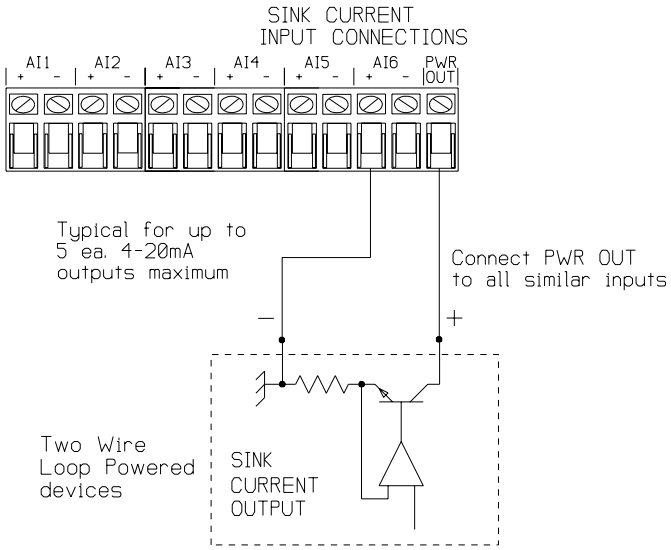 SINK CURRENT
INPUT CONNECTIONS
AI1 AI2 AI3 AI4 AI5 AI6 PWR
+ - + - + - + - + - + - OUT
Typical for up to
5 ea. 4-20mA
outputs maximum
Connect PWR OUT
to all similar inputs
- +
Two Wire
Loop Powered
devices
SINK
CURRENT
OUTPUT